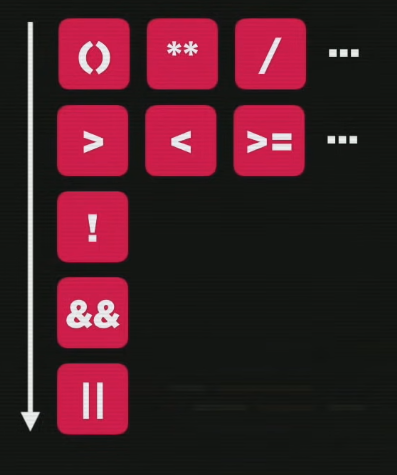 () ** / ...
> < >= ...
!
&&
||